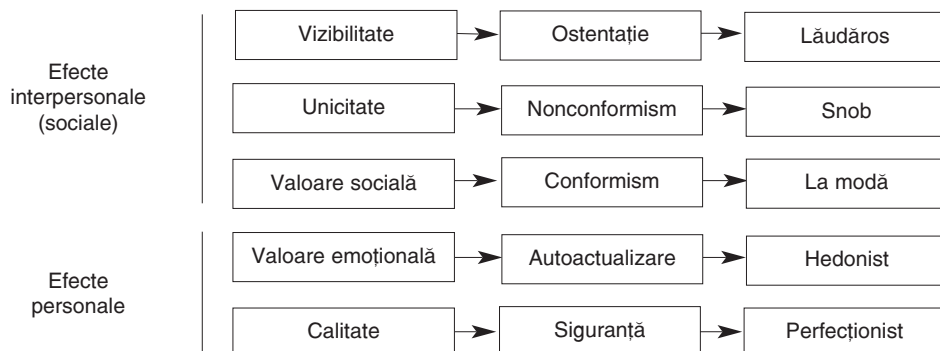 Vizibilitate Ostentație Lăudăros
Efecte
interpersonale
(sociale)
Unicitate Nonconformism Snob
Valoare socială Conformism La modă
Valoare emoțională Autoactualizare Hedonist
Efecte
personale
Calitate Siguranță Perfecționist